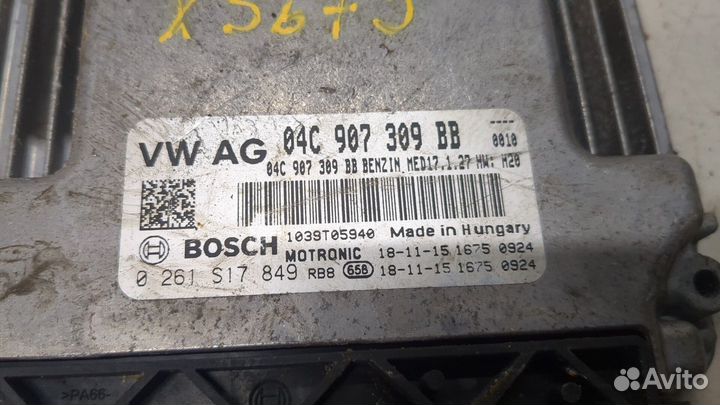 VW AG 04C 907 309 BB ---- 0010
04C 907 309 BB BENZIN MED17.1.27 HW: H20
BOSCH 1039T05940 Made in Hungary
MOTRONIC 18-11-15 1675 0924
0 261 S17 849 RB8 658 18-11-15 1675 0924
>PA66-
Avito